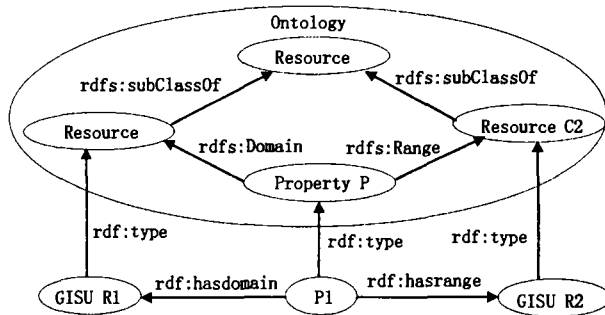 Ontology
Resource
rdfs:subClassOf
rdfs:subClassOf
Resource
Resource C2
rdfs:Domain
rdfs:Range
Property P
rdf:type
rdf:type
rdf:type
rdf:hasdomain
rdf:hasrange
GISU R1
P1
GISU R2